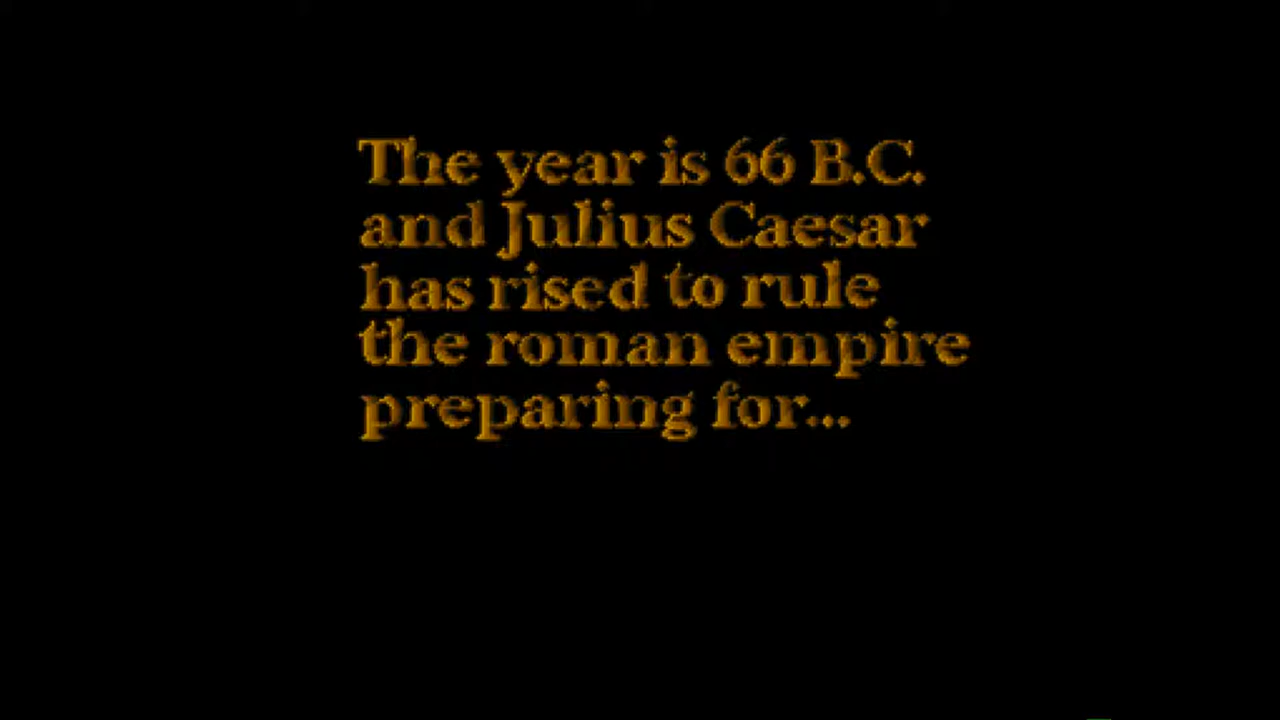 The year is 66 B.C.
and Julius Caesar
has rised to rule
the roman empire
preparing for...